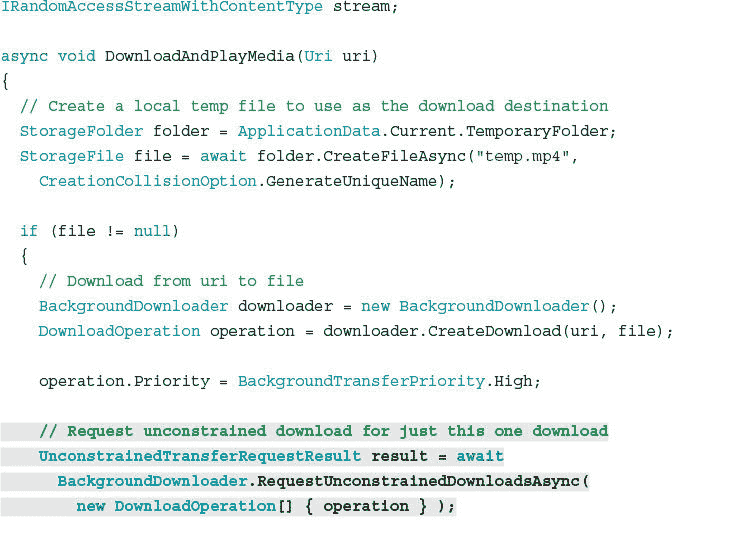 IRandomAccessStreamWithContentType stream;
async void DownloadAndPlayMedia(Uri uri)
{
// Create a local temp file to use as the download destination
StorageFolder folder = ApplicationData.Current.TemporaryFolder;
StorageFile file = await folder.CreateFileAsync("temp.mp4",
CreationCollisionOption.GenerateUniqueName);
if (file != null)
{
// Download from uri to file
BackgroundDownloader downloader = new BackgroundDownloader();
DownloadOperation operation = downloader.CreateDownload(uri, file);
operation.Priority = BackgroundTransferPriority.High;
// Request unconstrained download for just this one download
UnconstrainedTransferRequestResult result = await
BackgroundDownloader.RequestUnconstrainedDownloadsAsync(
new DownloadOperation[] { operation } );